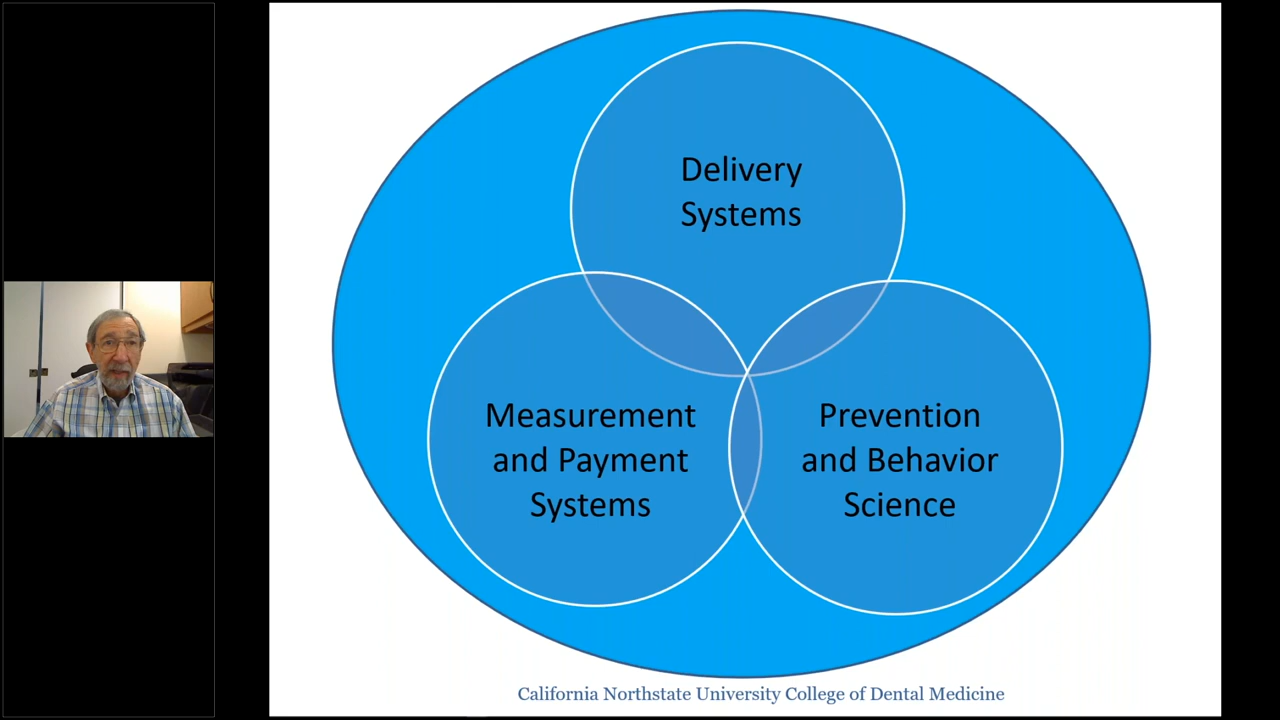 Delivery
Systems
Measurement
and Payment
Systems
Prevention
and Behavior
Science
California Northstate University College of Dental Medicine